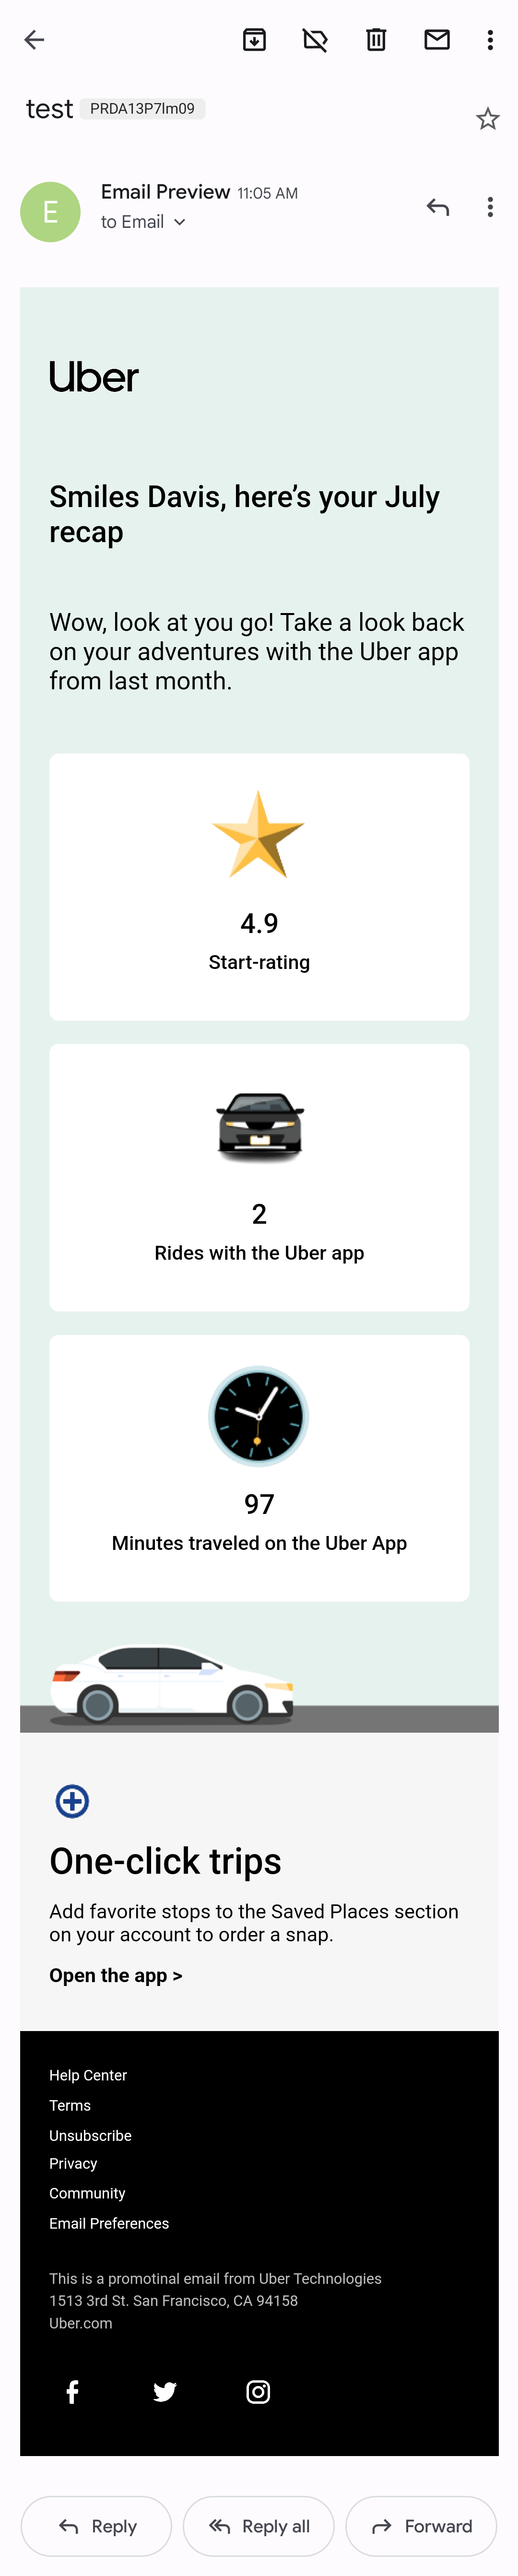 test PRDA13P7lm09
E
Email Preview 11:05 AM
to Email
Uber
Smiles Davis, here’s your July
recap
Wow, look at you go! Take a look back
on your adventures with the Uber app
from last month.
4.9
Start-rating
2
Rides with the Uber app
97
Minutes traveled on the Uber App
One-click trips
Add favorite stops to the Saved Places section
on your account to order a snap.
Open the app >
Help Center
Terms
Unsubscribe
Privacy
Community
Email Preferences
This is a promotinal email from Uber Technologies
1513 3rd St. San Francisco, CA 94158
Uber.com
Reply Reply all Forward